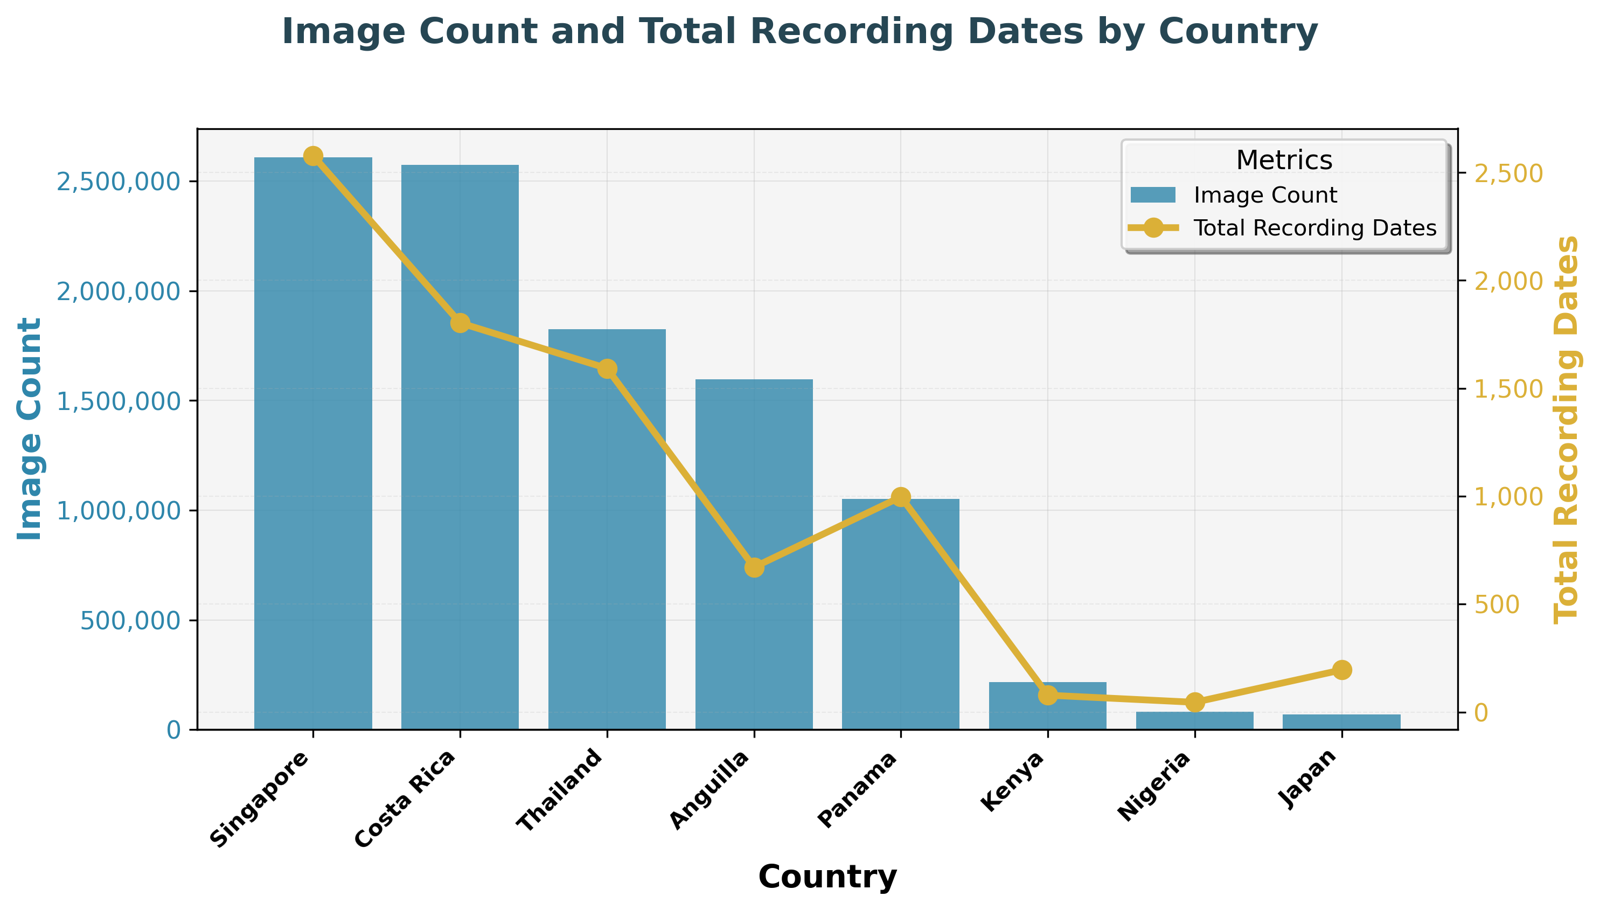 Image Count and Total Recording Dates by Country
Metrics
Image Count
Total Recording Dates
Image Count
2,500,000
2,000,000
1,500,000
1,000,000
500,000
0
2,500
2,000
1,500
1,000
500
0
Total Recording Dates
Singapore
Costa Rica
Thailand
Anguilla
Panama
Kenya
Nigeria
Japan
Country